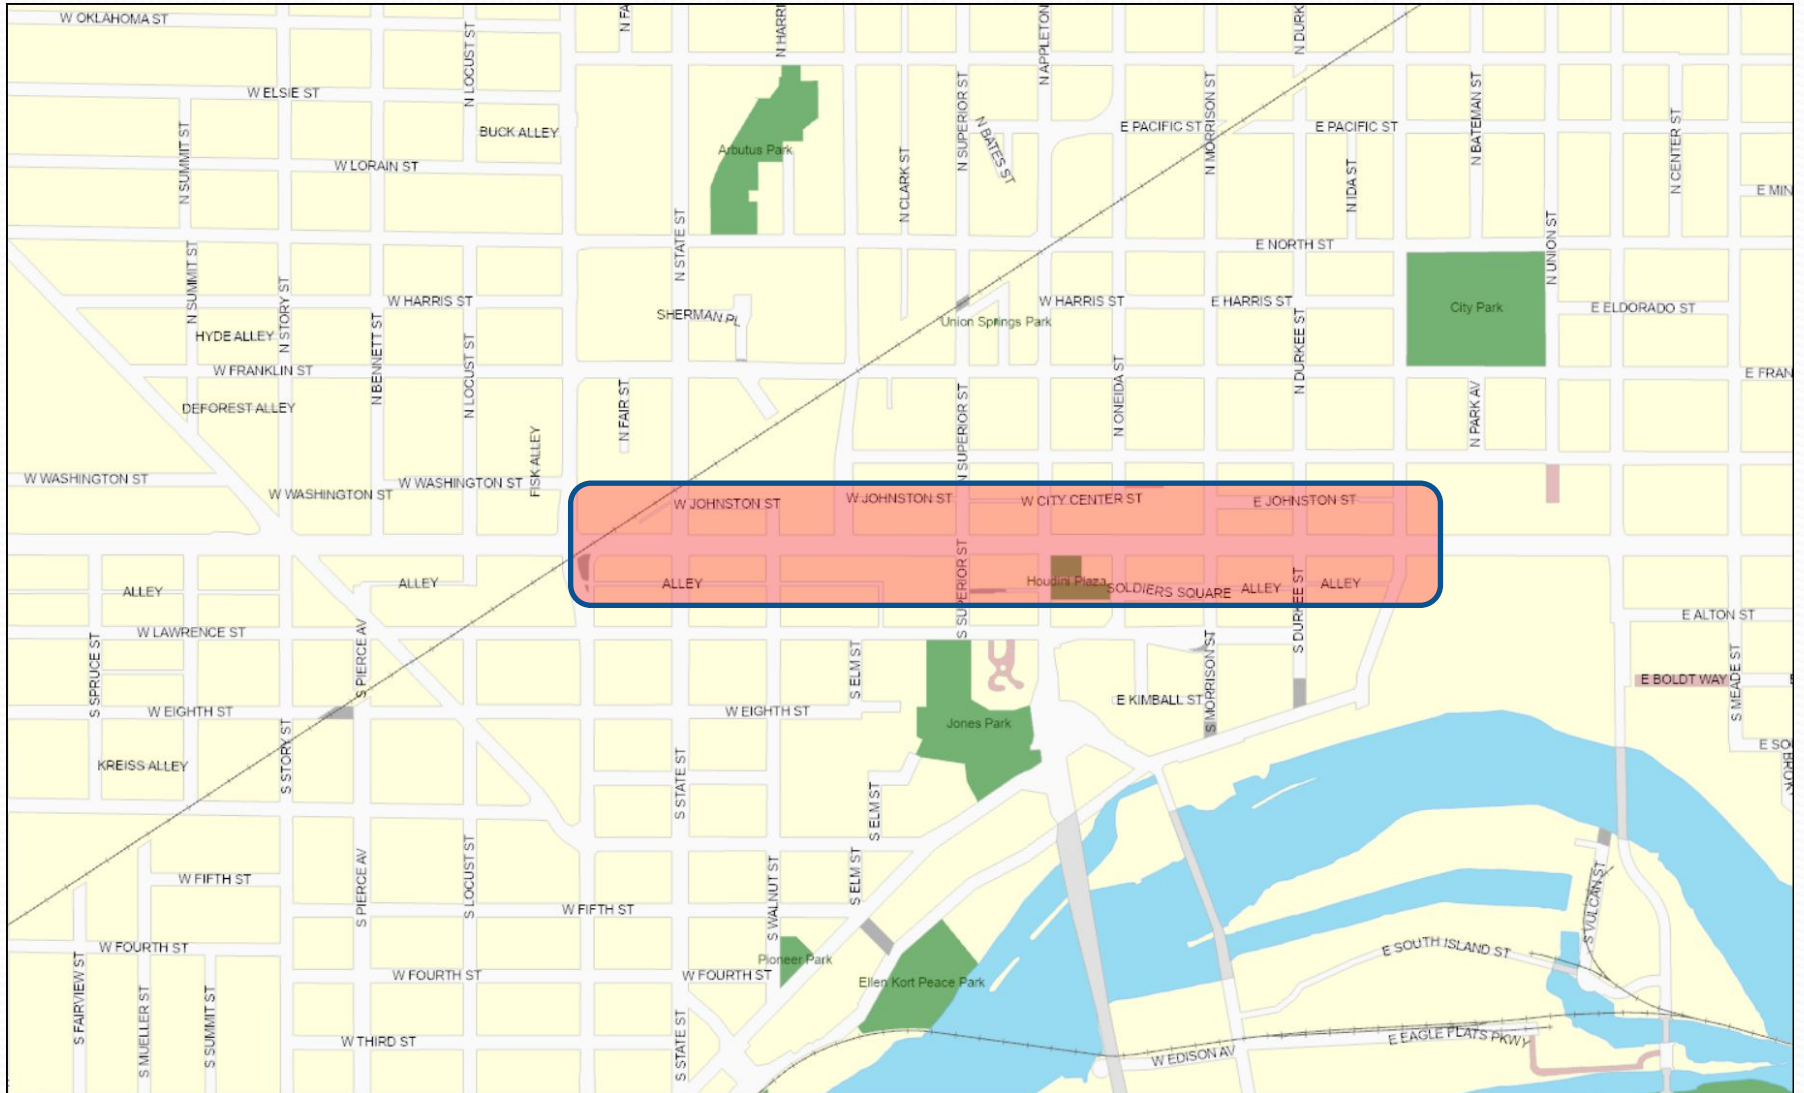 W OKLAHOMA ST
N LOCUST ST
N FA
N HARRI
N APPLETON
N DURK
W ELSIE ST
BUCK ALLEY
N SUMMIT ST
W LORAIN ST
Arbutus Park
N CLARK ST
N SUPERIOR ST
N BATES ST
E PACIFIC ST
N MORRISON ST
E PACIFIC ST
N IDA ST
N BATEMAN ST
N CENTER ST
E MIN
N STATE ST
E NORTH ST
N UNION ST
N SUMMIT ST
N STORY ST
W HARRIS ST
SHERMAN PL
Union Springs Park
W HARRIS ST
E HARRIS ST
City Park
E ELDORADO ST
HYDE ALLEY
N BENNETT ST
N LOCUST ST
W FRANKLIN ST
N DURKEE ST
E FRAN
DEFOREST ALLEY
N FAIR ST
N SUPERIOR ST
N ONEIDA ST
N PARK AV
FISK ALLEY
W WASHINGTON ST
W WASHINGTON ST
W WASHINGTON ST
W JOHNSTON ST
W JOHNSTON ST
W CITY CENTER ST
E JOHNSTON ST
ALLEY
ALLEY
ALLEY
S SUPERIOR ST
Houdini Plaza
SOLDIERS SQUARE
ALLEY
ALLEY
S DURKEE ST
E ALTON ST
W LAWRENCE ST
S SPRUCE ST
S PIERCE AV
S ELM ST
S MORRISON ST
E KIMBALL ST
E BOLDT WAY
S MEADE ST
W EIGHTH ST
W EIGHTH ST
Jones Park
S STORY ST
KREISS ALLEY
S STATE ST
S ELM ST
E SO
BROK
W FIFTH ST
S PIERCE AV
S LOCUST ST
W FIFTH ST
S WALNUT ST
S ELM ST
S VULCAN ST
W FOURTH ST
W FOURTH ST
W FOURTH ST
Pioneer Park
Ellen Kort Peace Park
E SOUTH ISLAND ST
S FAIRVIEW ST
S MUELLER ST
S SUMMIT ST
W THIRD ST
S STATE ST
W EDISON AV
E EAGLE FLATS PKWY